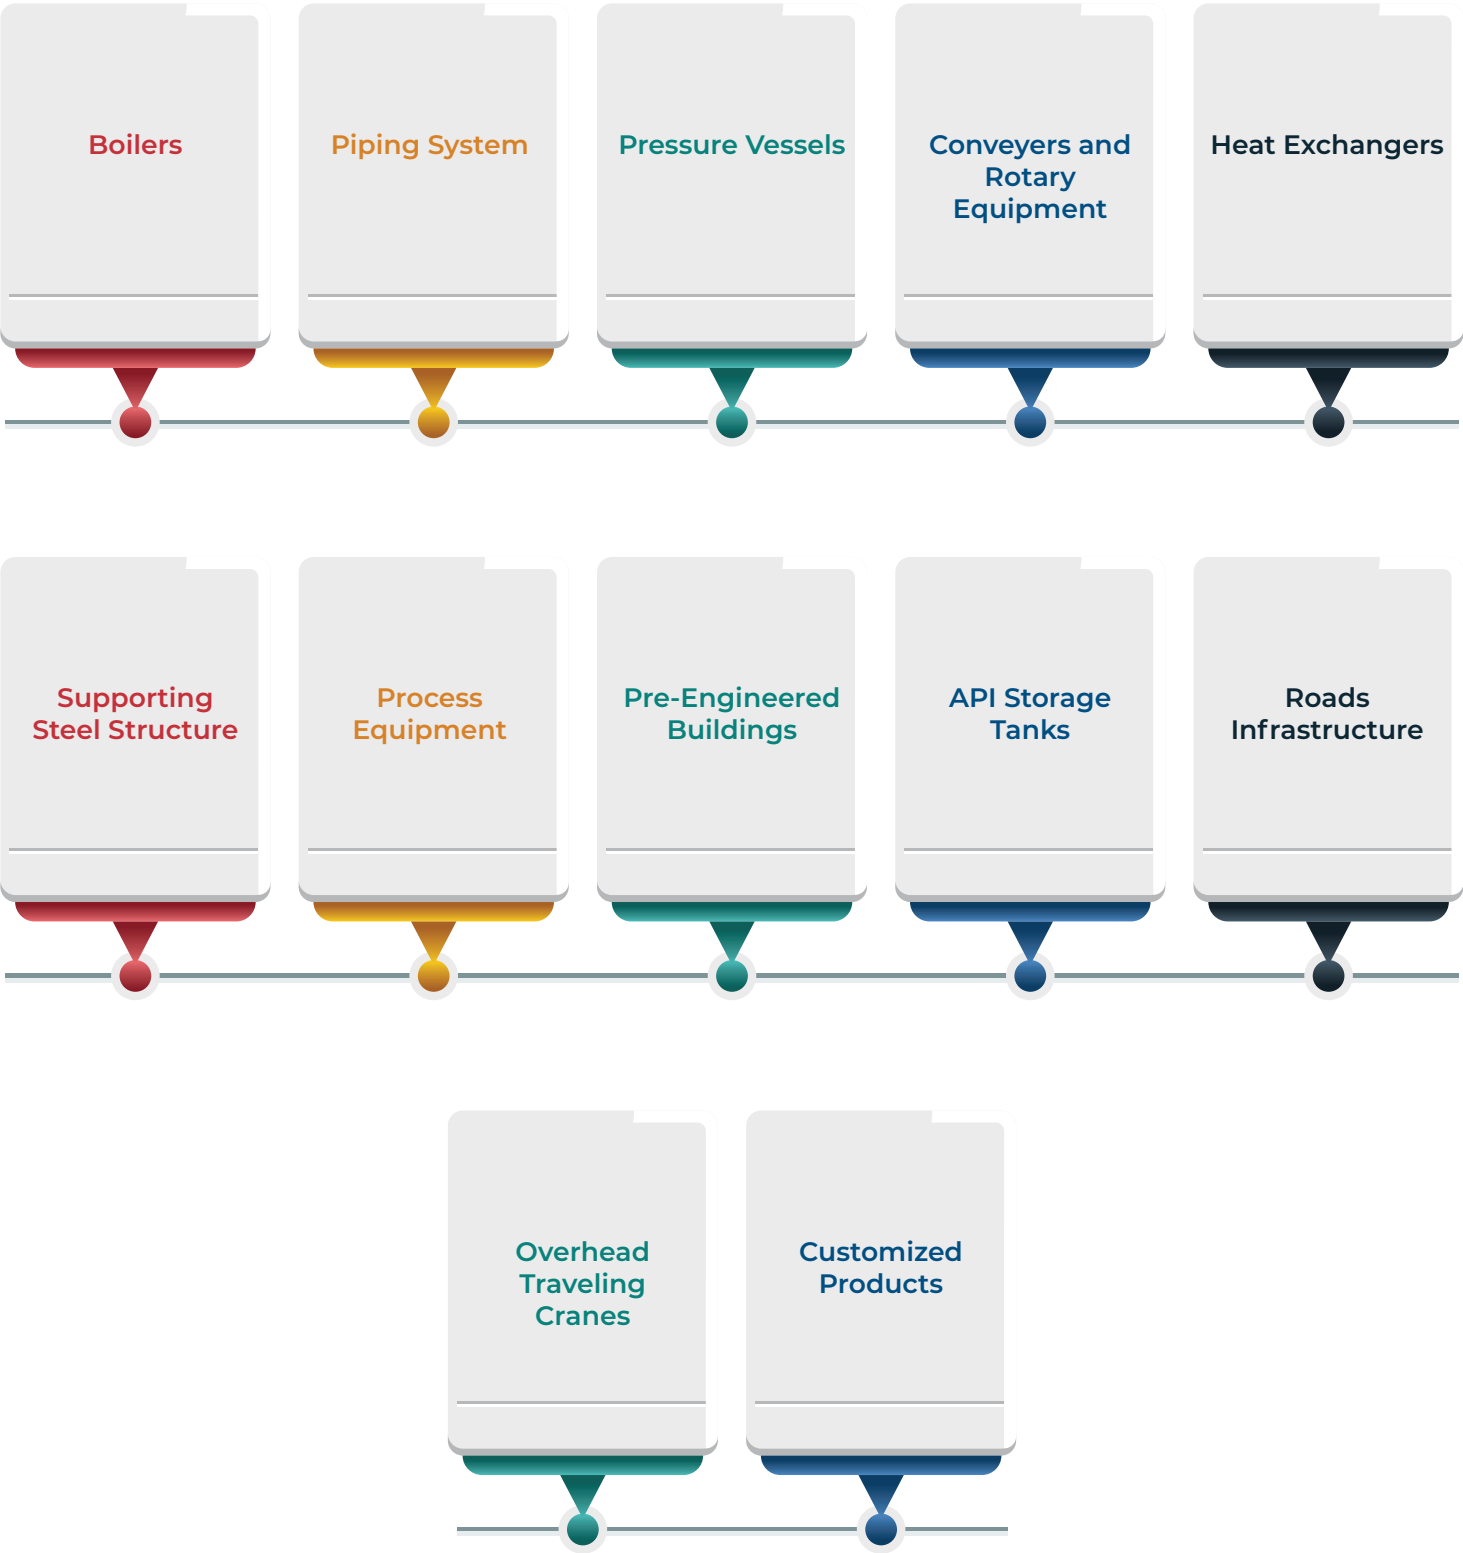 Boilers
Piping System
Pressure Vessels
Conveyers and
Rotary
Equipment
Heat Exchangers
Supporting
Steel Structure
Process
Equipment
Pre-Engineered
Buildings
API Storage
Tanks
Roads
Infrastructure
Overhead
Traveling
Cranes
Customized
Products